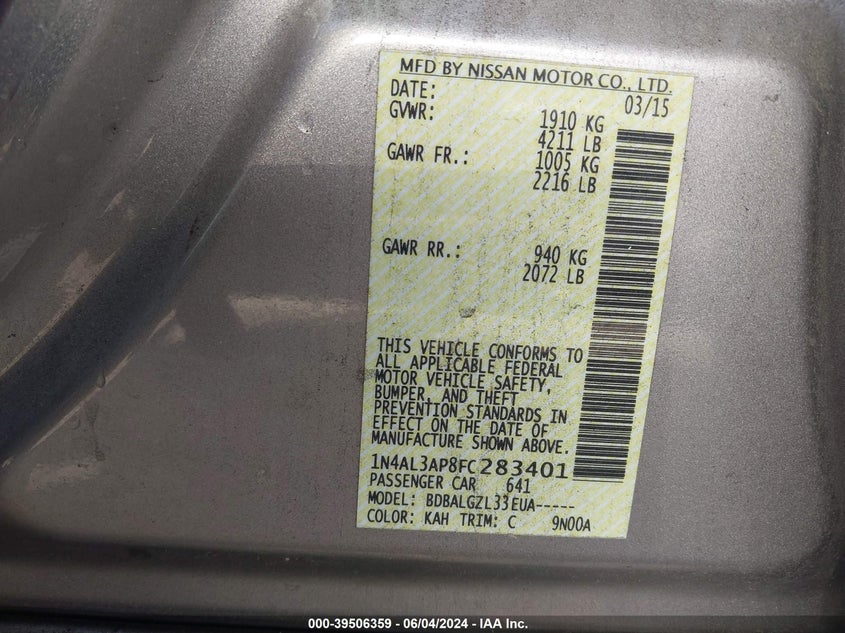 MFD BY NISSAN MOTOR CO., LTD.
DATE: 03/15
GVWR: 1910 KG
4211 LB
GAWR FR.: 1005 KG
2216 LB
GAWR RR.: 940 KG
2072 LB
THIS VEHICLE CONFORMS TO
ALL APPLICABLE FEDERAL
MOTOR VEHICLE SAFETY,
BUMPER, AND THEFT
PREVENTION STANDARDS IN
EFFECT ON THE DATE OF
MANUFACTURE SHOWN ABOVE.
1N4AL3AP8FC283401
PASSENGER CAR 641
MODEL: BDBALGZL33EUA-----
COLOR: KAH TRIM: C 9N00A
000-39506359 - 06/04/2024 - IAA Inc.